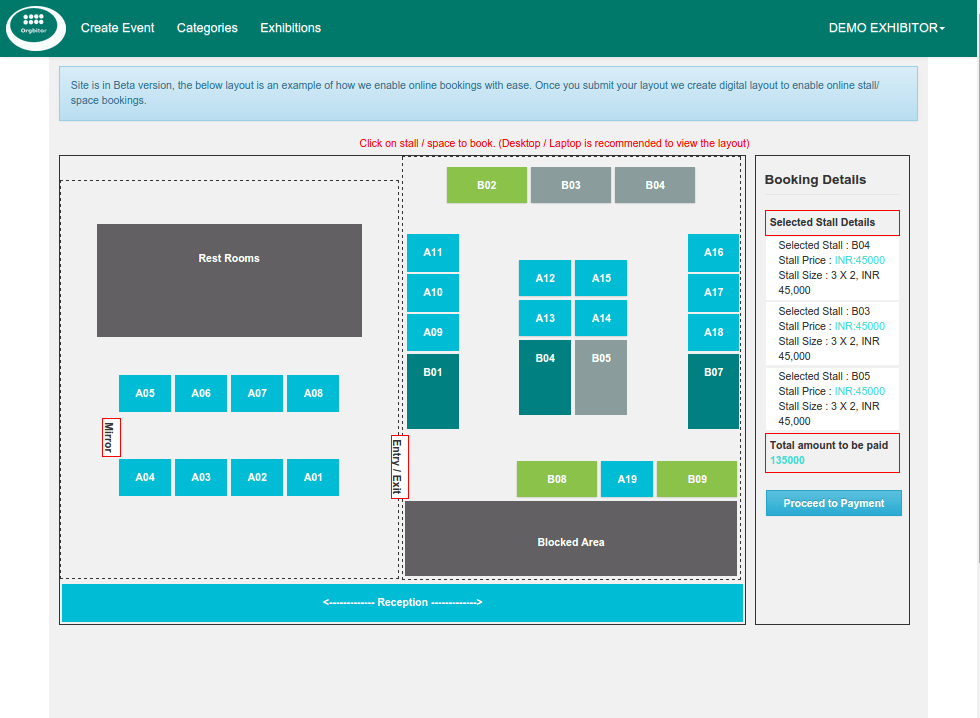 Orgbitor
Create Event
Categories
Exhibitions
DEMO EXHIBITOR
Site is in Beta version, the below layout is an example of how we enable online bookings with ease. Once you submit your layout we create digital layout to enable online stall/
space bookings.
Click on stall / space to book. (Desktop / Laptop is recommended to view the layout)
B02
B03
B04
Rest Rooms
A11
A10
A09
B01
A12
A15
A13
A14
B04
B05
A16
A17
A18
B07
A05
A06
A07
A08
Mirror
A04
A03
A02
A01
Entry / Exit
B08
A19
B09
Blocked Area
<------------- Reception ------------->
Booking Details
Selected Stall Details
Selected Stall : B04
Stall Price : INR:45000
Stall Size : 3 X 2, INR
45,000
Selected Stall : B03
Stall Price : INR:45000
Stall Size : 3 X 2, INR
45,000
Selected Stall : B05
Stall Price : INR:45000
Stall Size : 3 X 2, INR
45,000
Total amount to be paid
135000
Proceed to Payment